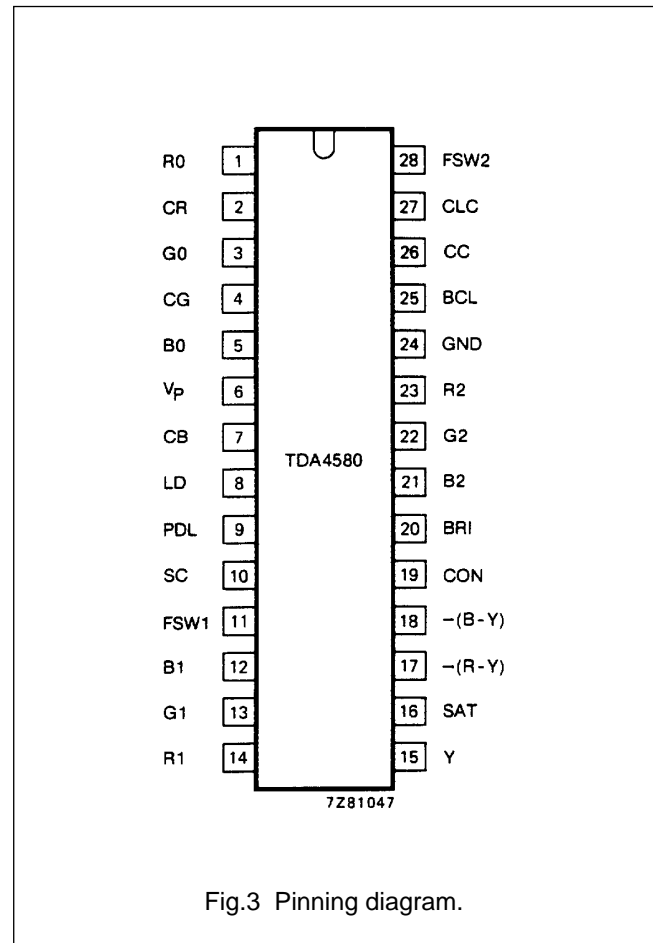 R0 1 28 FSW2
CR 2 27 CLC
G0 3 26 CC
CG 4 25 BCL
B0 5 24 GND
VP 6 23 R2
CB 7 22 G2
TDA4580
LD 8 21 B2
PDL 9 20 BRI
SC 10 19 CON
FSW1 11 18 –(B-Y)
B1 12 17 –(R-Y)
G1 13 16 SAT
R1 14 15 Y
7Z81047
Fig.3 Pinning diagram.